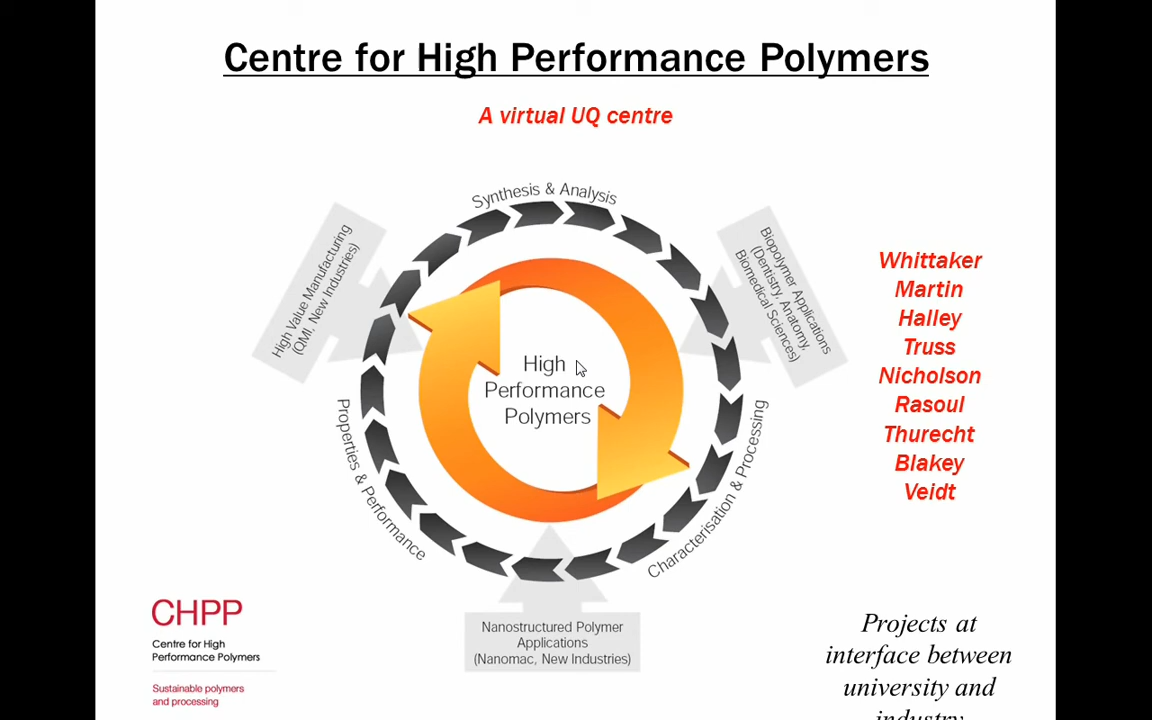 Centre for High Performance Polymers
A virtual UQ centre
Synthesis & Analysis
High Value Manufacturing
(QMI, New Industries)
Biopolymer Applications
(Dentistry, Anatomy,
Biomedical Sciences)
High
Performance
Polymers
Properties & Performance
Characterisation & Processing
Nanostructured Polymer
Applications
(Nanomac, New Industries)
Whittaker
Martin
Halley
Truss
Nicholson
Rasoul
Thurecht
Blakey
Veidt
CHPP
Centre for High
Performance Polymers
Sustainable polymers
and processing
Projects at
interface between
university and
industry